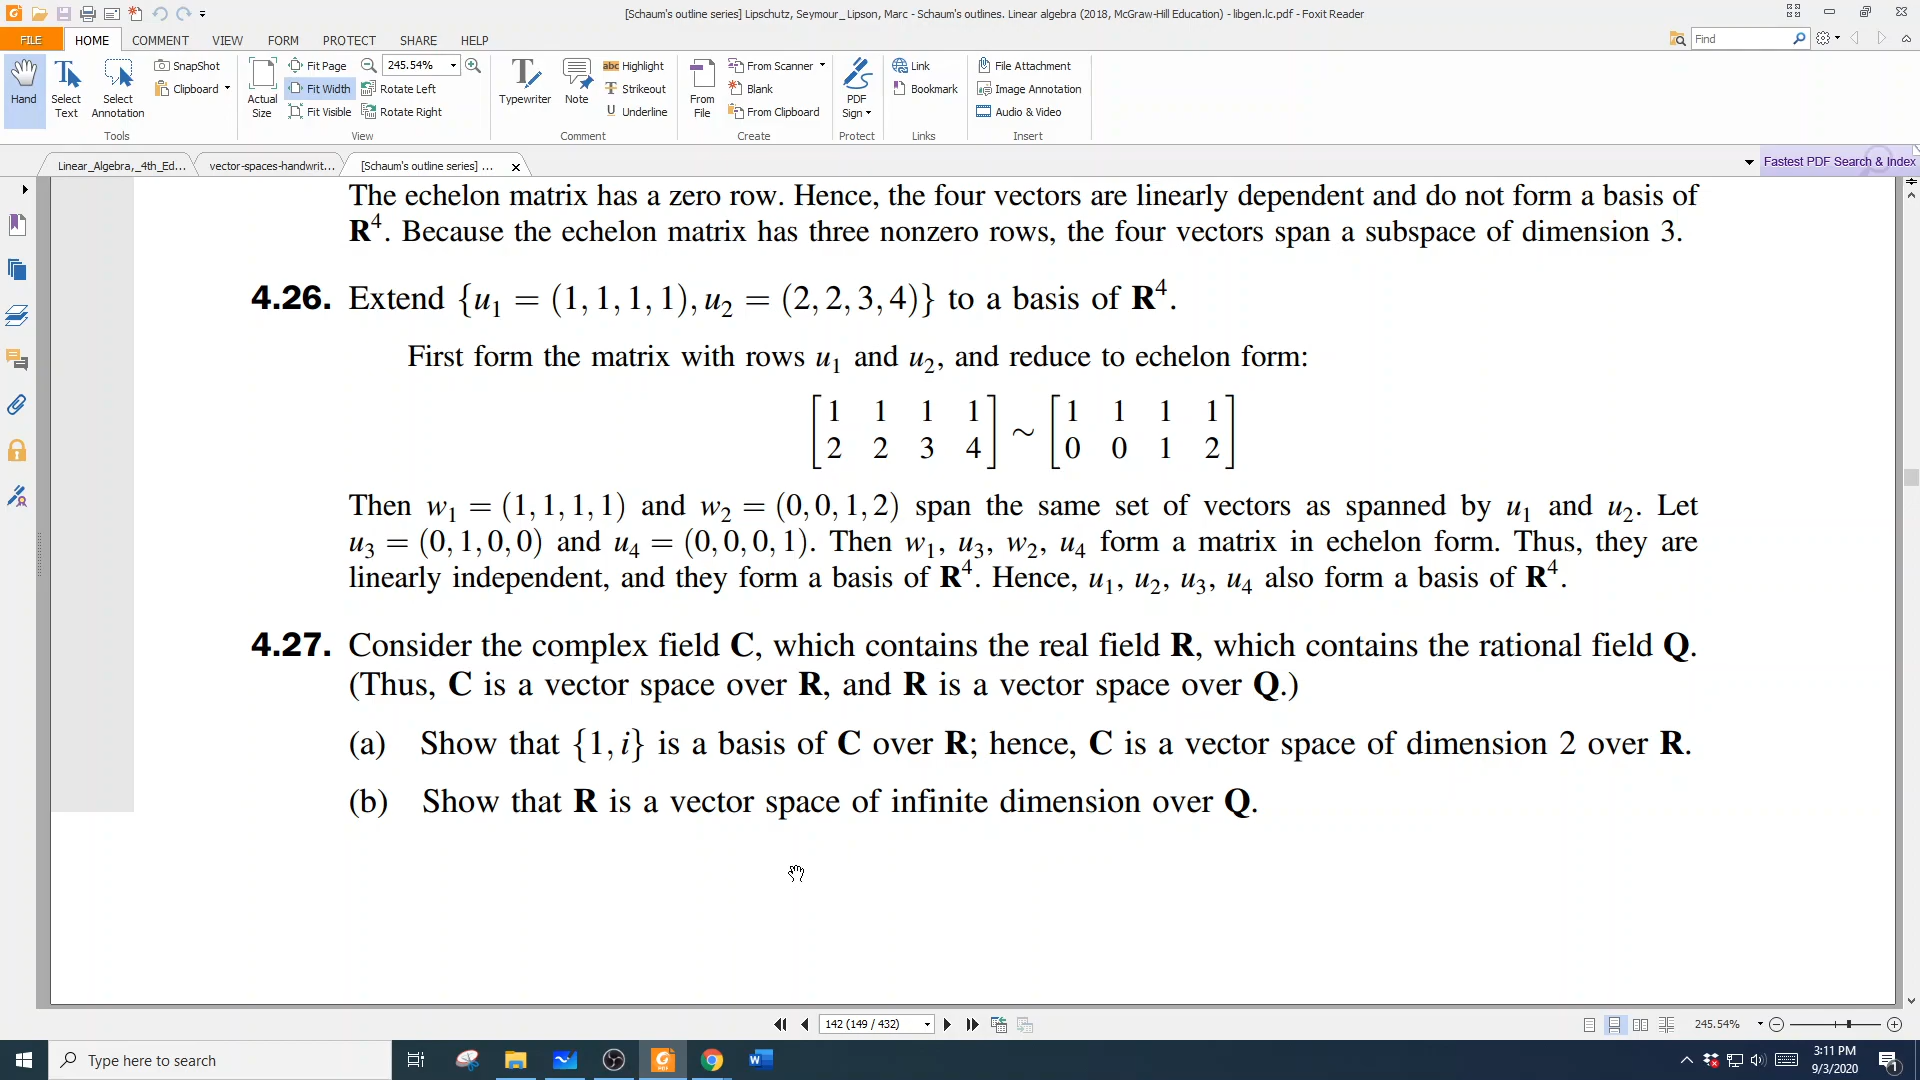 [Schaum's outline series] Lipschutz, Seymour_ Lipson, Marc - Schaum's outlines. Linear algebra (2018, McGraw-Hill Education) - libgen.lc.pdf - Foxit Reader
FILE HOME COMMENT VIEW FORM PROTECT SHARE HELP
Find
Hand
Select Text
Select Annotation
SnapShot
Clipboard
Tools
Actual Size
Fit Page
Fit Width
Fit Visible
245.54%
Rotate Left
Rotate Right
View
Typewriter
Note
abc Highlight
T Strikeout
U Underline
Comment
From File
From Scanner
Blank
From Clipboard
Create
PDF Sign
Protect
Link
Bookmark
Links
File Attachment
Image Annotation
Audio & Video
Insert
Linear_Algebra,_4th_Ed...
vector-spaces-handwrit...
[Schaum's outline series] ...
Fastest PDF Search & Index
The echelon matrix has a zero row. Hence, the four vectors are linearly dependent and do not form a basis of
R⁴. Because the echelon matrix has three nonzero rows, the four vectors span a subspace of dimension 3.
4.26. Extend {u₁ = (1, 1, 1, 1), u₂ = (2, 2, 3, 4)} to a basis of R⁴.
First form the matrix with rows u₁ and u₂, and reduce to echelon form:
[1 1 1 1] ~ [1 1 1 1]
[2 2 3 4] [0 0 1 2]
Then w₁ = (1, 1, 1, 1) and w₂ = (0, 0, 1, 2) span the same set of vectors as spanned by u₁ and u₂. Let
u₃ = (0, 1, 0, 0) and u₄ = (0, 0, 0, 1). Then w₁, u₃, w₂, u₄ form a matrix in echelon form. Thus, they are
linearly independent, and they form a basis of R⁴. Hence, u₁, u₂, u₃, u₄ also form a basis of R⁴.
4.27. Consider the complex field C, which contains the real field R, which contains the rational field Q.
(Thus, C is a vector space over R, and R is a vector space over Q.)
(a) Show that {1, i} is a basis of C over R; hence, C is a vector space of dimension 2 over R.
(b) Show that R is a vector space of infinite dimension over Q.
142 (149 / 432)
245.54%
Type here to search
3:11 PM
9/3/2020
1